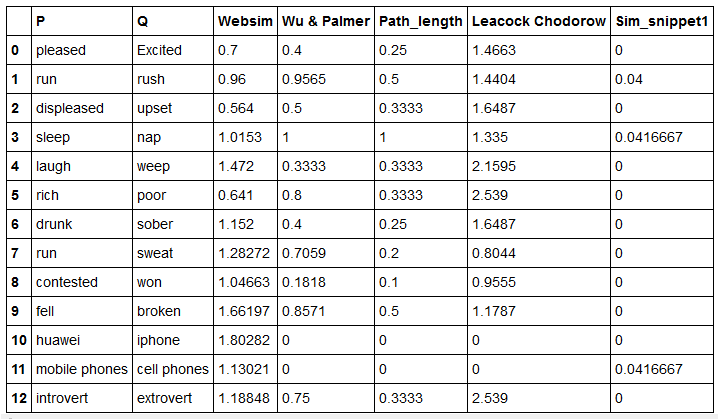 P Q Websim Wu & Palmer Path_length Leacock Chodorow Sim_snippet1
0 pleased Excited 0.7 0.4 0.25 1.4663 0
1 run rush 0.96 0.9565 0.5 1.4404 0.04
2 displeased upset 0.564 0.5 0.3333 1.6487 0
3 sleep nap 1.0153 1 1 1.335 0.0416667
4 laugh weep 1.472 0.3333 0.3333 2.1595 0
5 rich poor 0.641 0.8 0.3333 2.539 0
6 drunk sober 1.152 0.4 0.25 1.6487 0
7 run sweat 1.28272 0.7059 0.2 0.8044 0
8 contested won 1.04663 0.1818 0.1 0.9555 0
9 fell broken 1.66197 0.8571 0.5 1.1787 0
10 huawei iphone 1.80282 0 0 0 0
11 mobile phones cell phones 1.13021 0 0 0 0.0416667
12 introvert extrovert 1.18848 0.75 0.3333 2.539 0